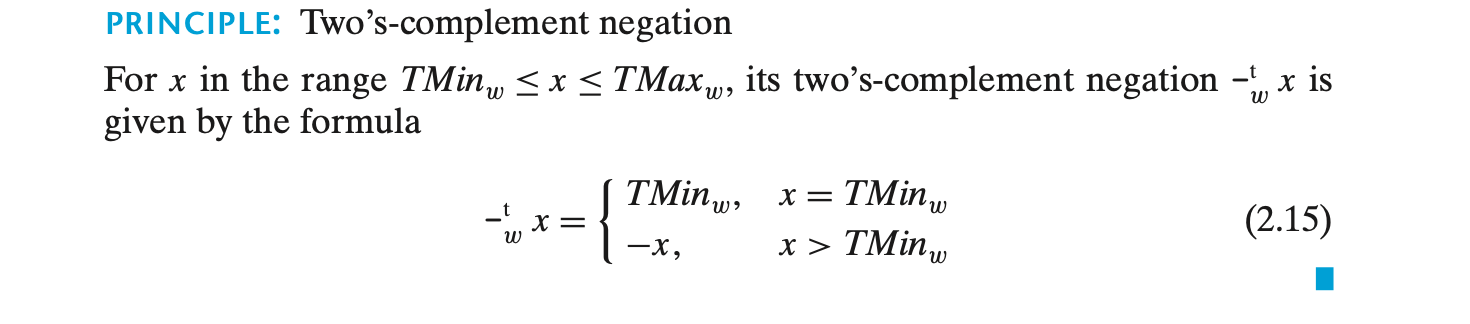 PRINCIPLE: Two’s-complement negation
For x in the range TMin_w ≤ x ≤ TMax_w, its two’s-complement negation -^t_w x is
given by the formula
-^t_w x = { TMin_w, x = TMin_w
−x, x > TMin_w
(2.15)